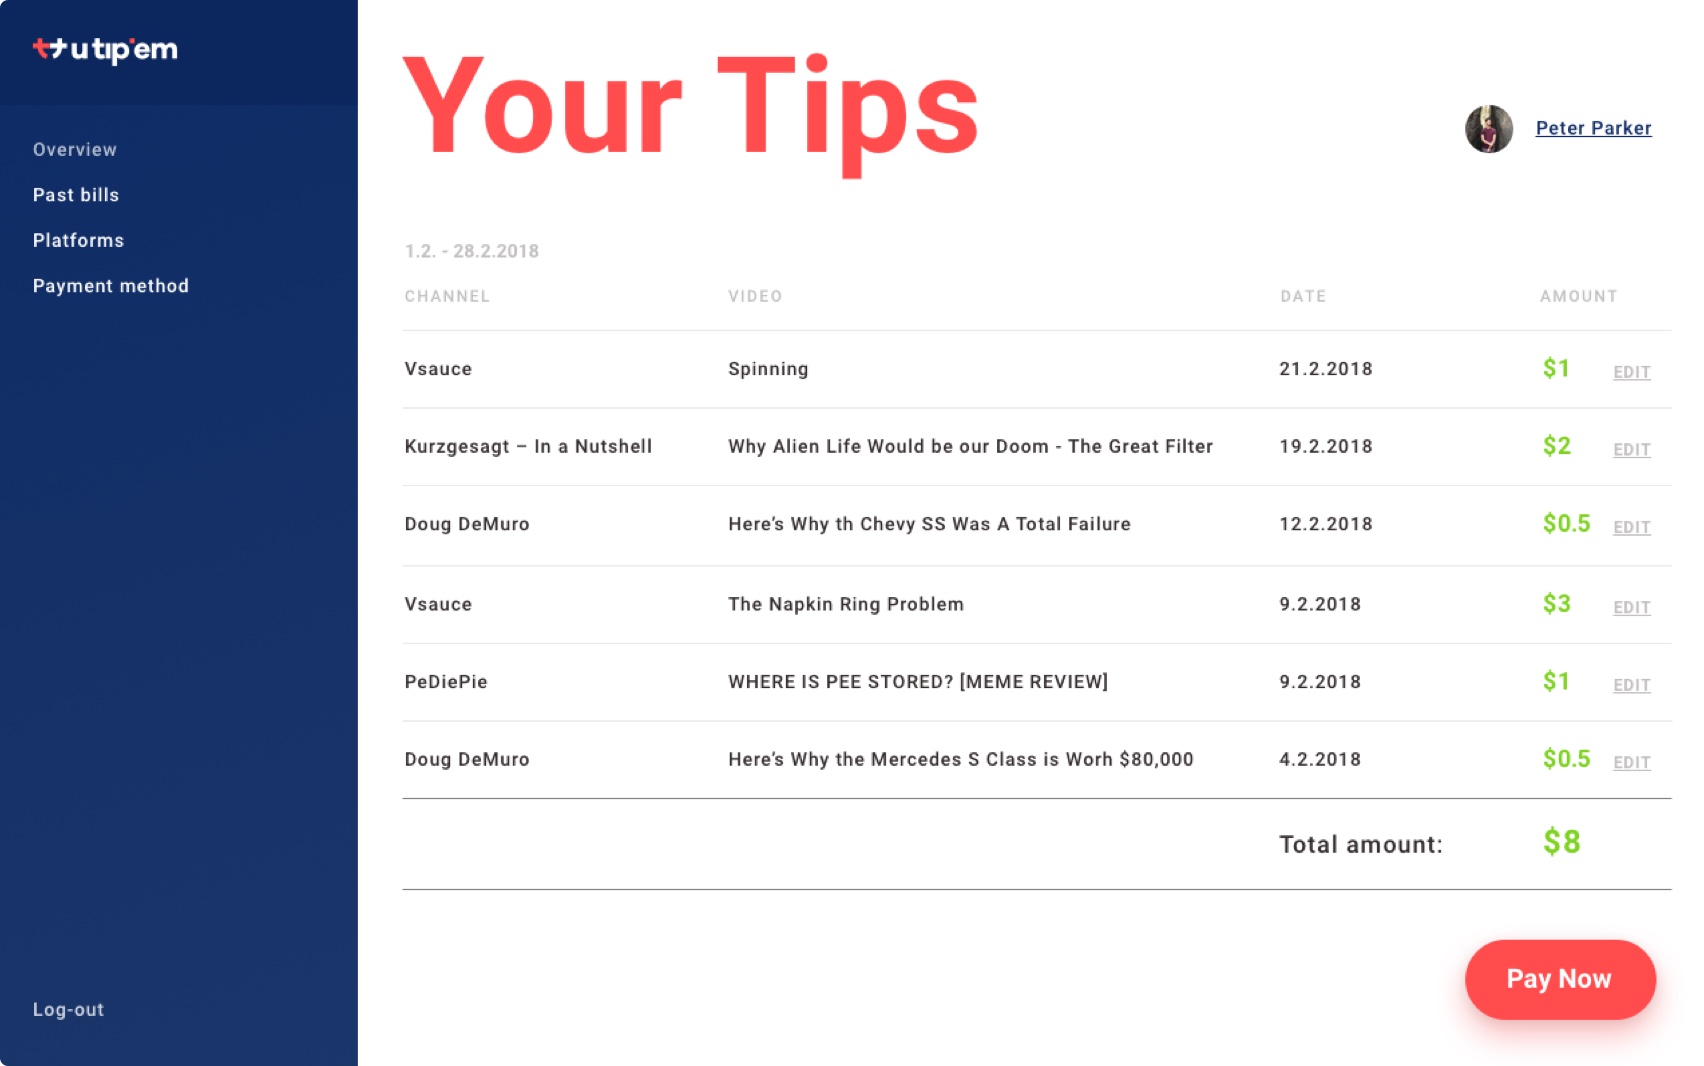 utip'em
Your Tips
Peter Parker
Overview
Past bills
Platforms
Payment method
1.2. - 28.2.2018
CHANNEL VIDEO DATE AMOUNT
Vsauce Spinning 21.2.2018 $1 EDIT
Kurzgesagt – In a Nutshell Why Alien Life Would be our Doom - The Great Filter 19.2.2018 $2 EDIT
Doug DeMuro Here’s Why th Chevy SS Was A Total Failure 12.2.2018 $0.5 EDIT
Vsauce The Napkin Ring Problem 9.2.2018 $3 EDIT
PeDiePie WHERE IS PEE STORED? [MEME REVIEW] 9.2.2018 $1 EDIT
Doug DeMuro Here’s Why the Mercedes S Class is Worh $80,000 4.2.2018 $0.5 EDIT
Total amount: $8
Pay Now
Log-out